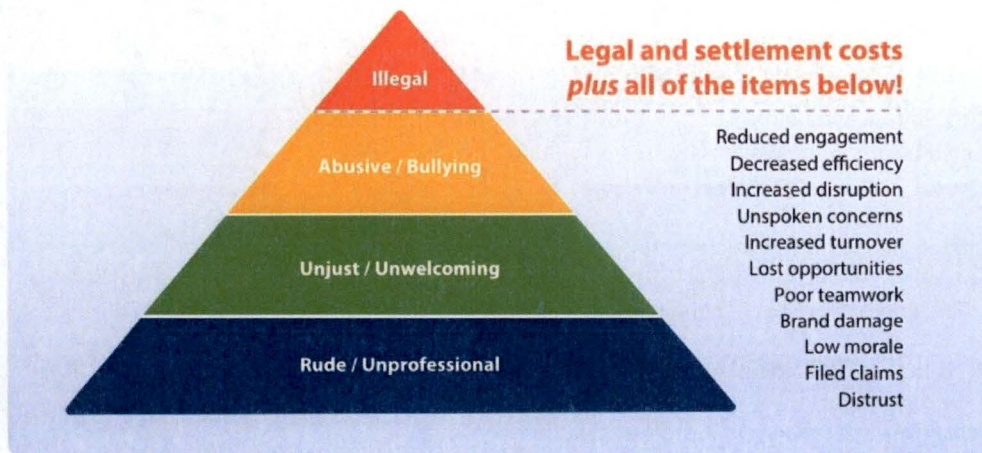 Illegal
Legal and settlement costs
plus all of the items below!
Abusive / Bullying
Unjust / Unwelcoming
Rude / Unprofessional
Reduced engagement
Decreased efficiency
Increased disruption
Unspoken concerns
Increased turnover
Lost opportunities
Poor teamwork
Brand damage
Low morale
Filed claims
Distrust